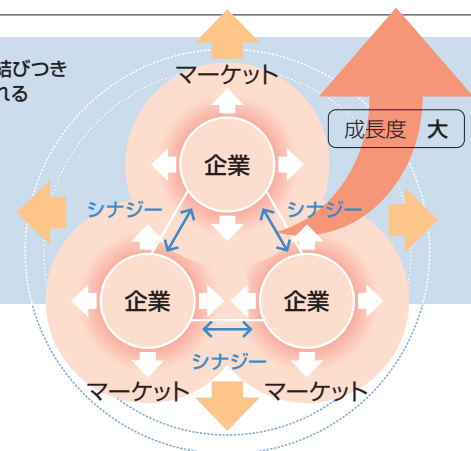 結びつき
れる
マーケット
成長度 大
企業
シナジー
シナジー
企業
企業
シナジー
マーケット
マーケット